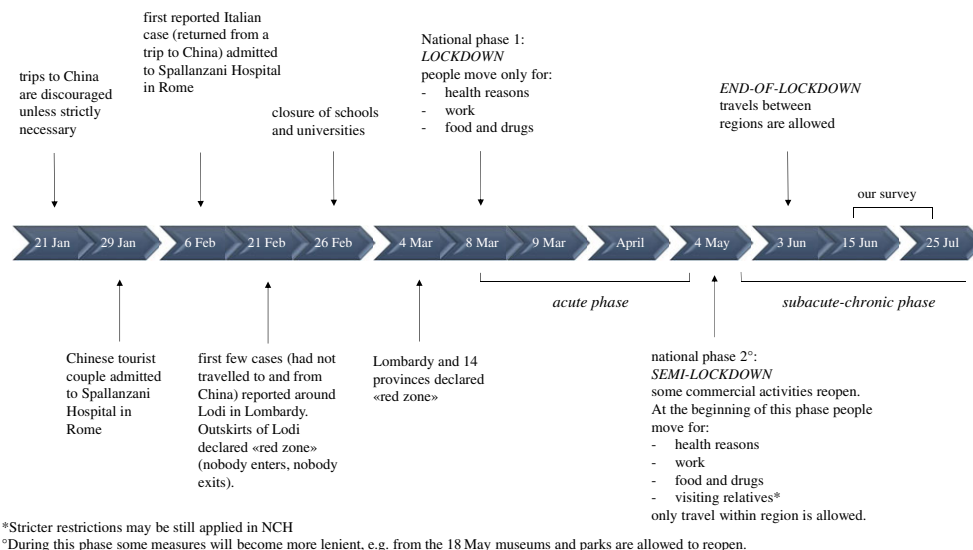 first reported Italian
case (returned from a
trip to China) admitted
to Spallanzani Hospital
in Rome
National phase 1:
LOCKDOWN
people move only for:
- health reasons
- work
- food and drugs
trips to China
are discouraged
unless strictly
necessary
closure of schools
and universities
END-OF-LOCKDOWN
travels between
regions are allowed
our survey
21 Jan 29 Jan 6 Feb 21 Feb 26 Feb 4 Mar 8 Mar 9 Mar April 4 May 3 Jun 15 Jun 25 Jul
acute phase
subacute-chronic phase
Chinese tourist
couple admitted
to Spallanzani
Hospital in
Rome
first few cases (had not
travelled to and from
China) reported around
Lodi in Lombardy.
Outskirts of Lodi
declared «red zone»
(nobody enters, nobody
exits).
Lombardy and 14
provinces declared
«red zone»
national phase 2°:
SEMI-LOCKDOWN
some commercial activities reopen.
At the beginning of this phase people
move for:
- health reasons
- work
- food and drugs
- visiting relatives*
only travel within region is allowed.
*Stricter restrictions may be still applied in NCH
°During this phase some measures will become more lenient, e.g. from the 18 May museums and parks are allowed to reopen.